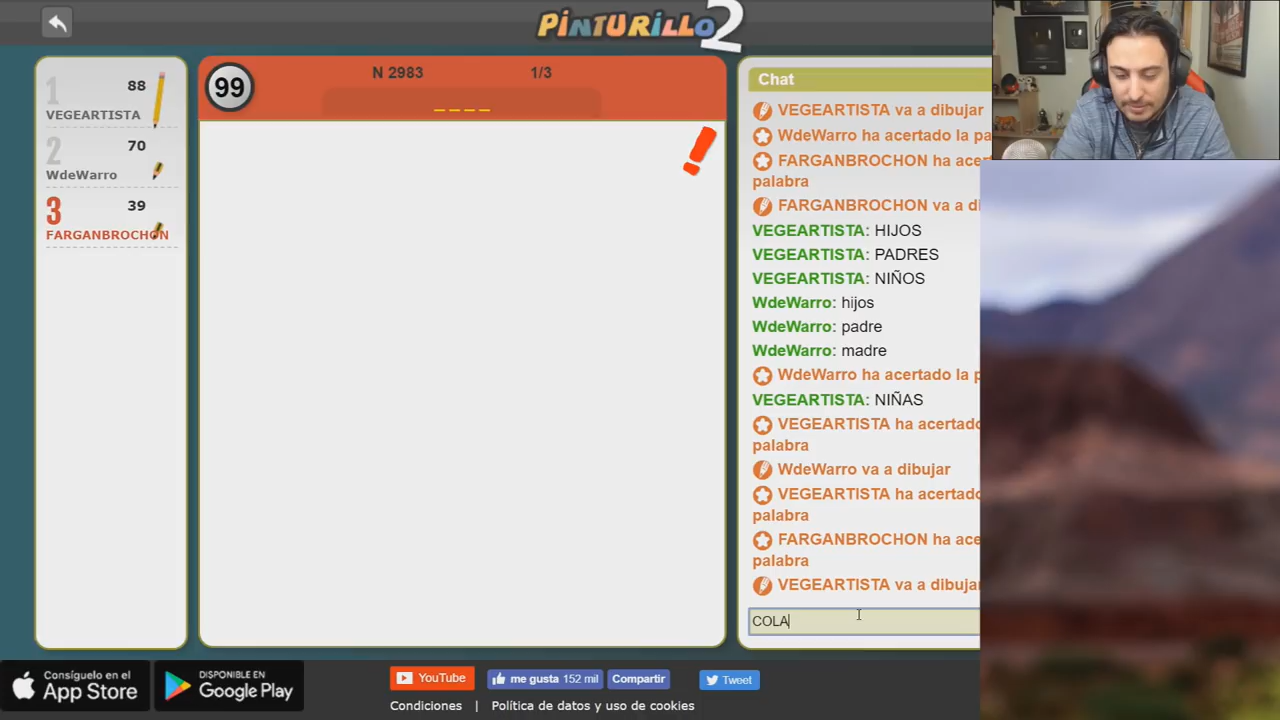 PINTURILLO 2
1 88
VEGEARTISTA
2 70
WdeWarro
3 39
FARGANBROCHON
99
N 2983 1/3
_ _ _ _
!
Chat
VEGEARTISTA va a dibujar
WdeWarro ha acertado la pa
FARGANBROCHON ha acer
palabra
FARGANBROCHON va a di
VEGEARTISTA: HIJOS
VEGEARTISTA: PADRES
VEGEARTISTA: NIÑOS
WdeWarro: hijos
WdeWarro: padre
WdeWarro: madre
WdeWarro ha acertado la p
VEGEARTISTA: NIÑAS
VEGEARTISTA ha acertado
palabra
WdeWarro va a dibujar
VEGEARTISTA ha acertado
palabra
FARGANBROCHON ha ace
palabra
VEGEARTISTA va a dibujar
COLA
Consíguelo en el
App Store
DISPONIBLE EN
Google Play
YouTube
me gusta 152 mil
Compartir
Tweet
Condiciones | Política de datos y uso de cookies